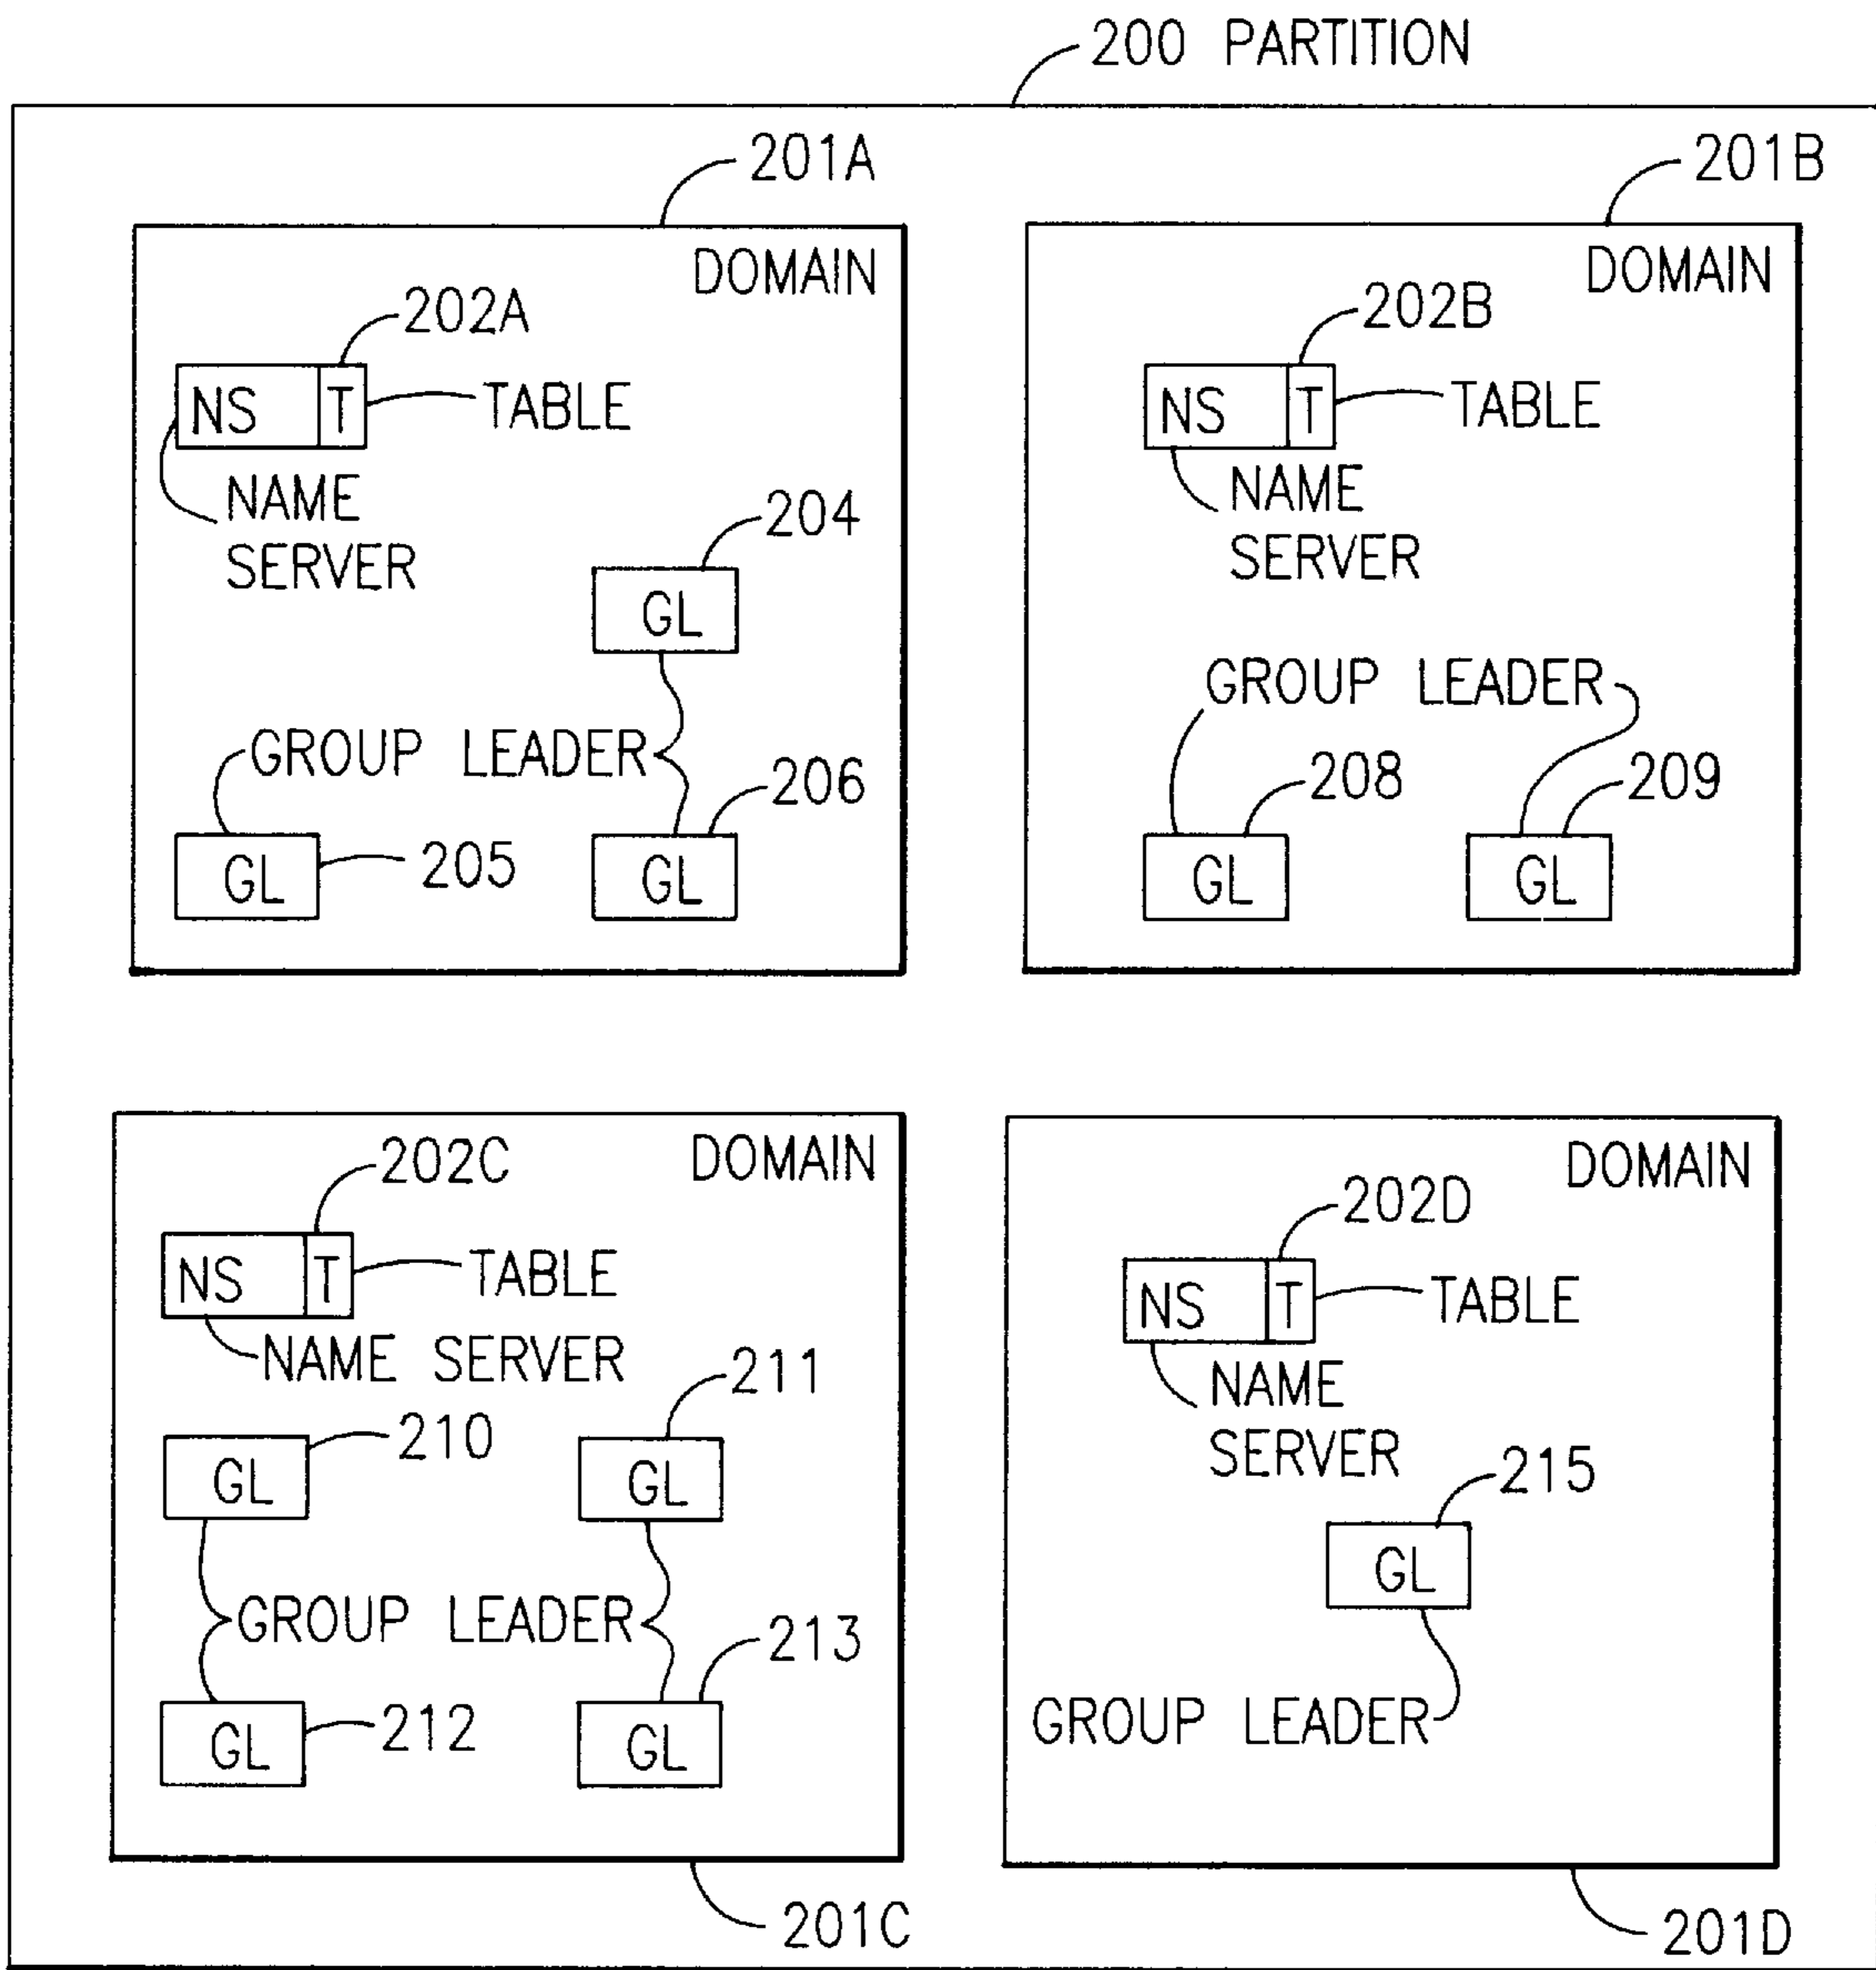 200 PARTITION
201A
DOMAIN
202A
NS T
TABLE
NAME
SERVER
204
GL
GROUP LEADER
206
GL
205
GL
201B
DOMAIN
202B
NS T
TABLE
NAME
SERVER
GROUP LEADER
208
209
GL
GL
DOMAIN
202C
NS T
TABLE
NAME SERVER
211
210
GL
GL
GROUP LEADER
213
GL
212
GL
201C
DOMAIN
202D
NS T
TABLE
NAME
SERVER
215
GL
GROUP LEADER
201D